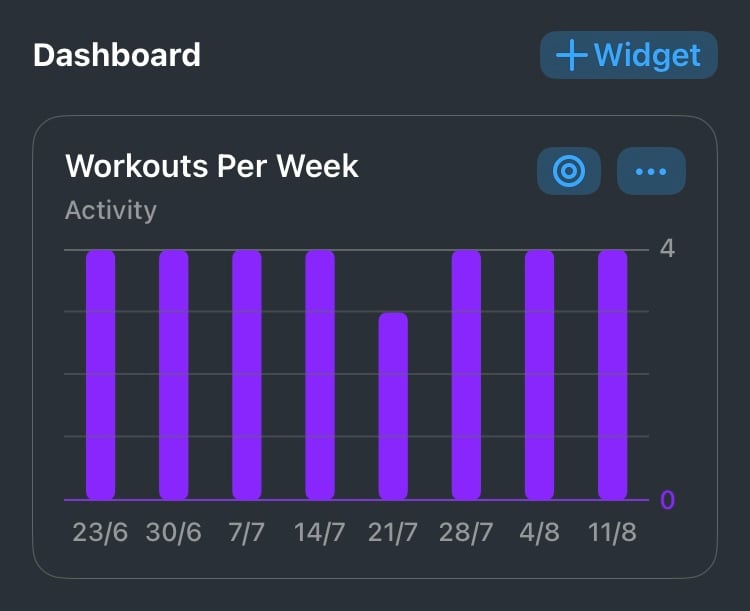 Dashboard
+ Widget
Workouts Per Week
Activity
4
0
23/6 30/6 7/7 14/7 21/7 28/7 4/8 11/8